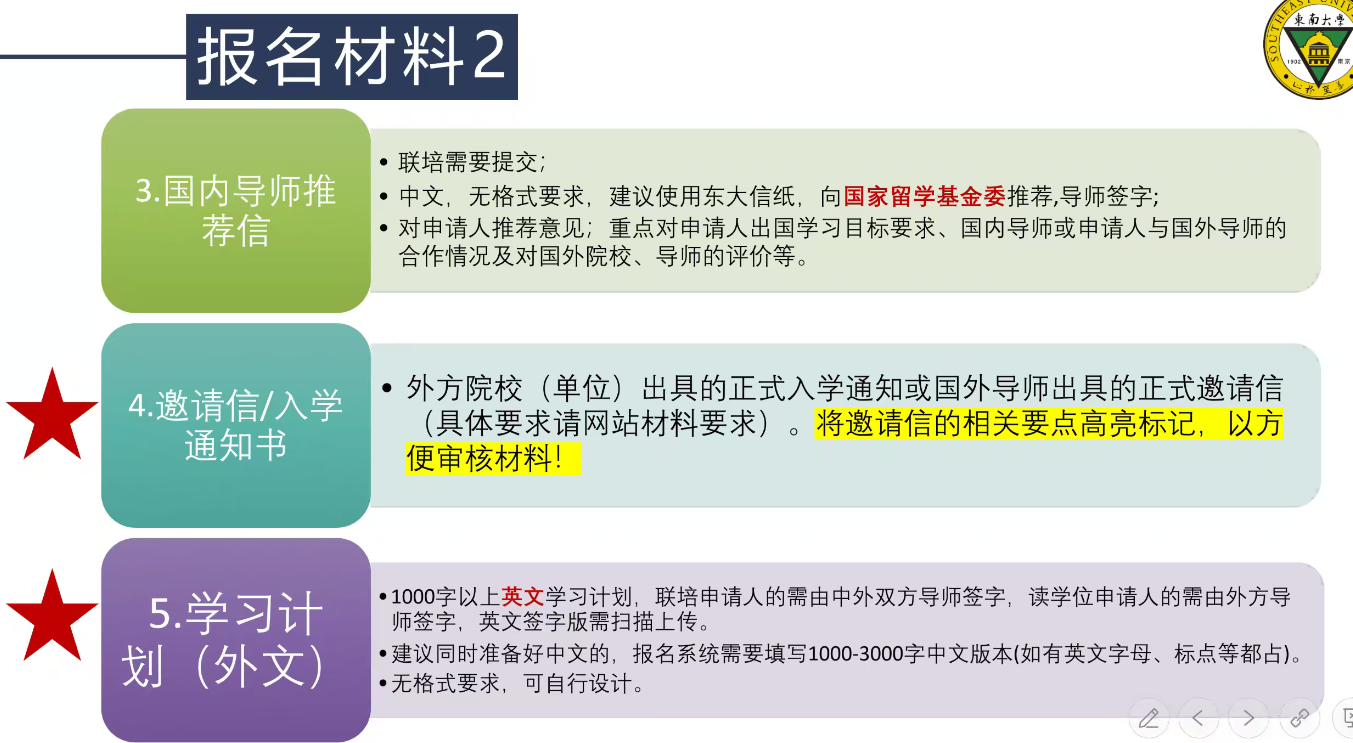 报名材料2
東南大學
SOUTHEAST UNIV
1902
南京
3.国内导师推
荐信
• 联培需要提交；
• 中文，无格式要求，建议使用东大信纸，向国家留学基金委推荐,导师签字;
• 对申请人推荐意见；重点对申请人出国学习目标要求、国内导师或申请人与国外导师的
合作情况及对国外院校、导师的评价等。
4.邀请信/入学
通知书
• 外方院校（单位）出具的正式入学通知或国外导师出具的正式邀请信
（具体要求请网站材料要求）。将邀请信的相关要点高亮标记，以方
便审核材料！
5.学习计
划（外文）
• 1000字以上英文学习计划，联培申请人的需由中外双方导师签字，读学位申请人的需由外方导
师签字，英文签字版需扫描上传。
• 建议同时准备好中文的，报名系统需要填写1000-3000字中文版本(如有英文字母、标点等都占)。
• 无格式要求，可自行设计。